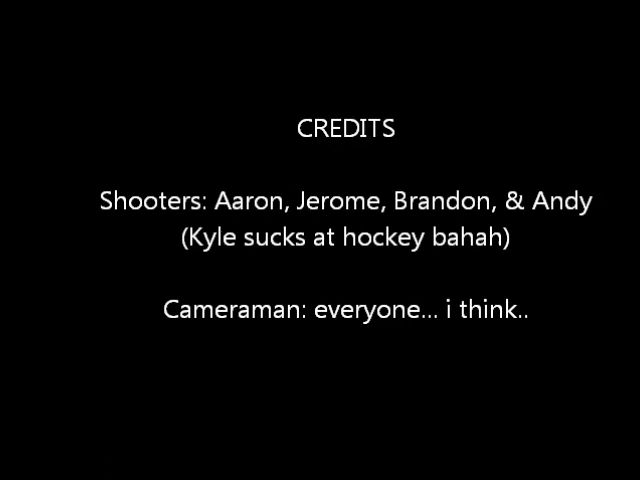 CREDITS
Shooters: Aaron, Jerome, Brandon, & Andy
(Kyle sucks at hockey bahah)
Cameraman: everyone... i think..